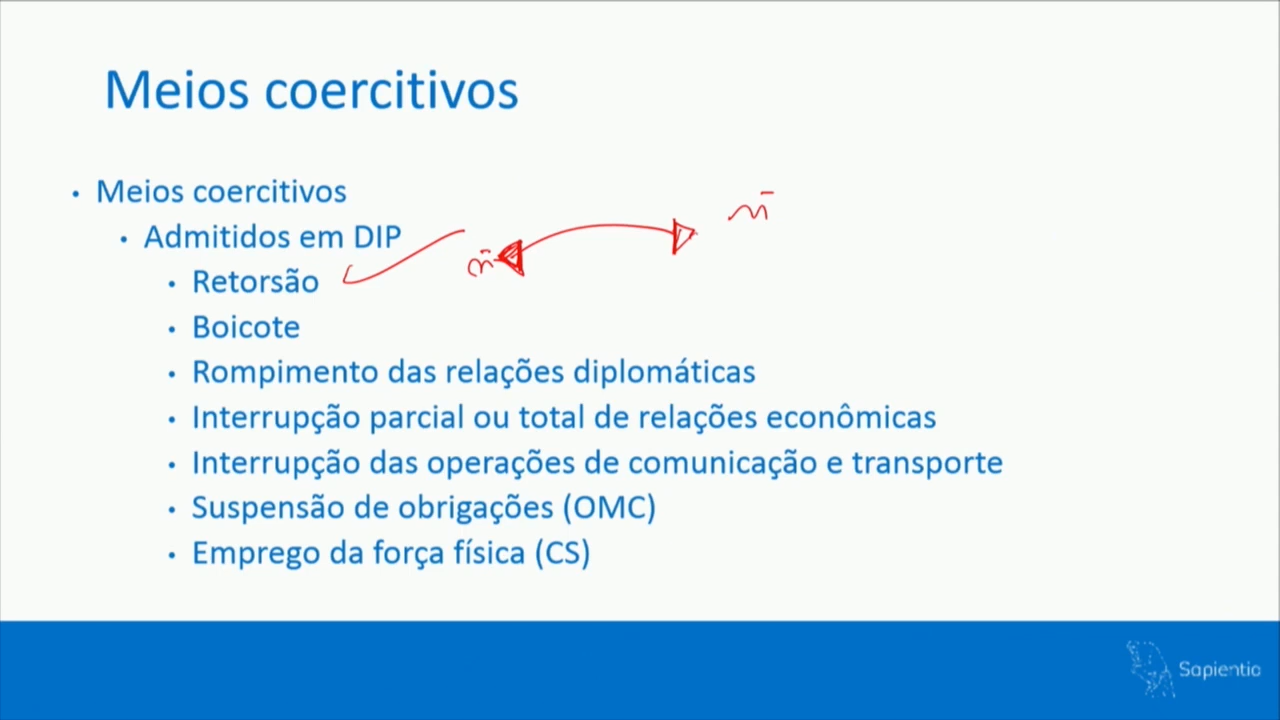 Meios coercitivos
• Meios coercitivos
• Admitidos em DIP
• Retorsão
• Boicote
• Rompimento das relações diplomáticas
• Interrupção parcial ou total de relações econômicas
• Interrupção das operações de comunicação e transporte
• Suspensão de obrigações (OMC)
• Emprego da força física (CS)
Sapientia